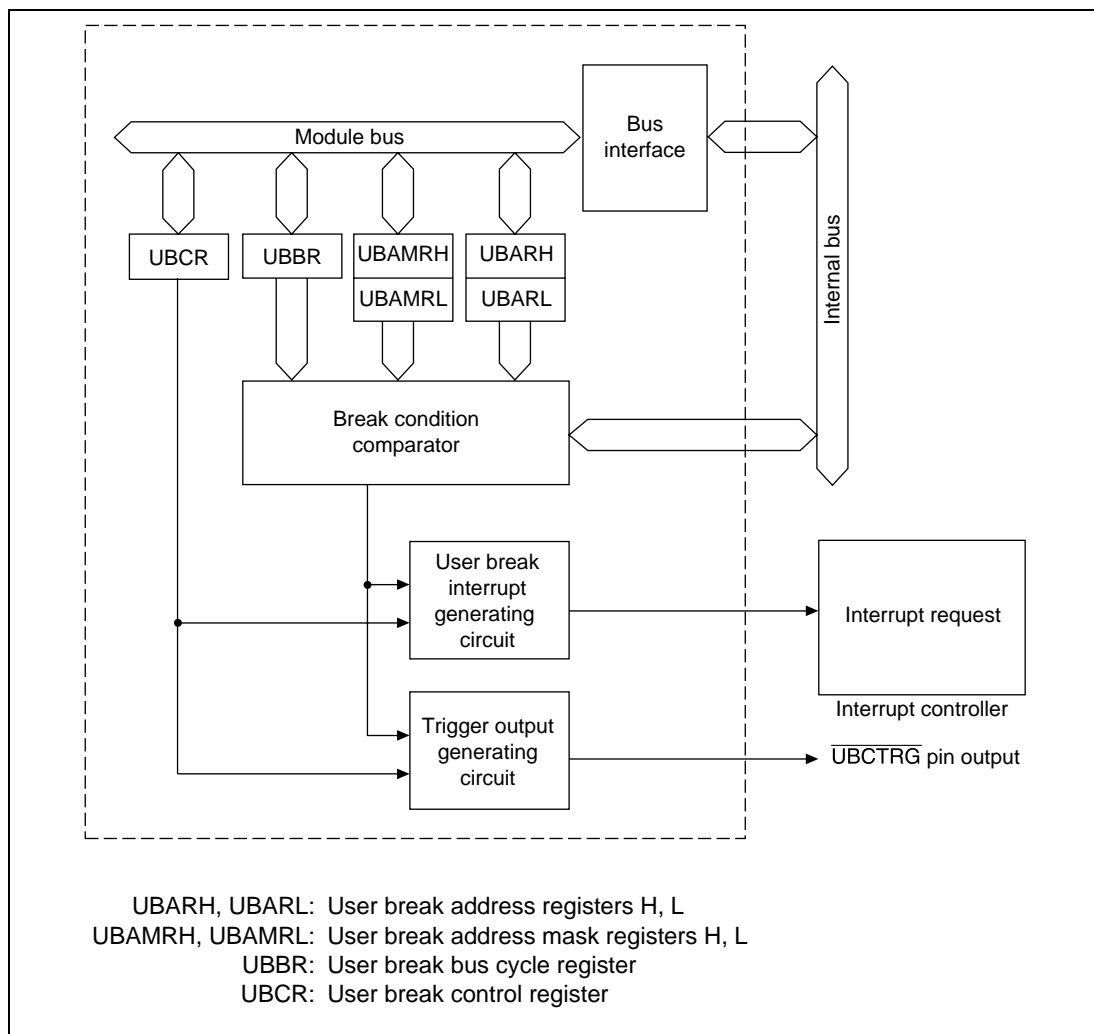 Bus
interface
Module bus
Internal bus
UBCR
UBBR
UBAMRH
UBAMRL
UBARH
UBARL
Break condition
comparator
User break
interrupt
generating
circuit
Interrupt request
Interrupt controller
Trigger output
generating
circuit
UBCTRG pin output
UBARH, UBARL: User break address registers H, L
UBAMRH, UBAMRL: User break address mask registers H, L
UBBR: User break bus cycle register
UBCR: User break control register